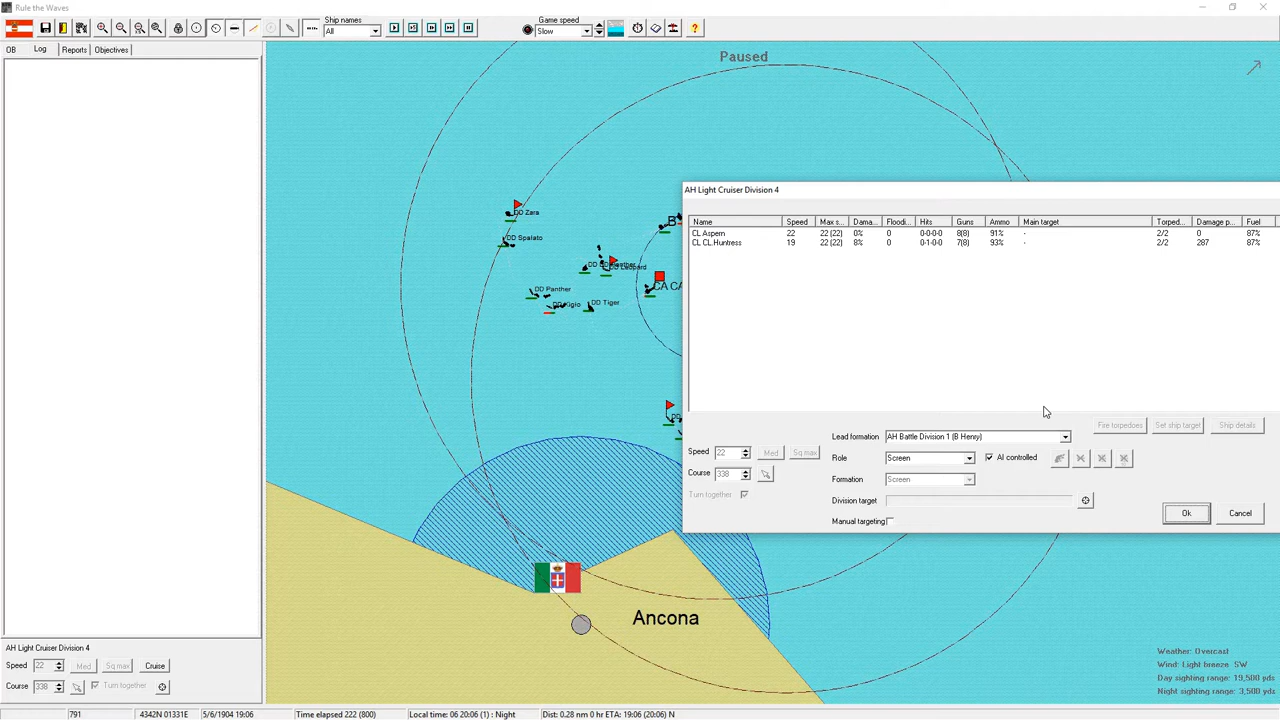 Rule the Waves
Ship names
All
Game speed
Slow
OB Log Reports Objectives
Paused
AH Light Cruiser Division 4
Name Speed Max s... Dama... Floodi... Hits Guns Ammo Main target Torped... Damage p... Fuel
CL Aspern 22 22 (22) 0% 0 0-0-0-0 8(8) 91% - 2/2 0 87%
CL CL.Huntress 19 22 (22) 8% 0 0-1-0-0 7(8) 93% - 2/2 287 87%
DD Zara
DD Spalato
DD Leopard
DD Panther
DD Tiger
B
CA CA
DD
Lead formation AH Battle Division 1 (B Henry)
Fire torpedoes Set ship target Ship details
Speed 22 Med Sq max
Role Screen AI controlled
Course 338
Formation Screen
Turn together
Division target
Manual targeting
Ok Cancel
Ancona
AH Light Cruiser Division 4
Speed 22 Med Sq max Cruise
Course 338 Turn together
Weather: Overcast
Wind: Light breeze SW
Day sighting range: 19,500 yds
Night sighting range: 3,500 yds
791 4342N 01331E 5/6/1904 19:06 Time elapsed 222 (800) Local time: 06 20:06 (1) : Night Dist: 0.28 nm 0 hr ETA: 19:06 (20:06) N